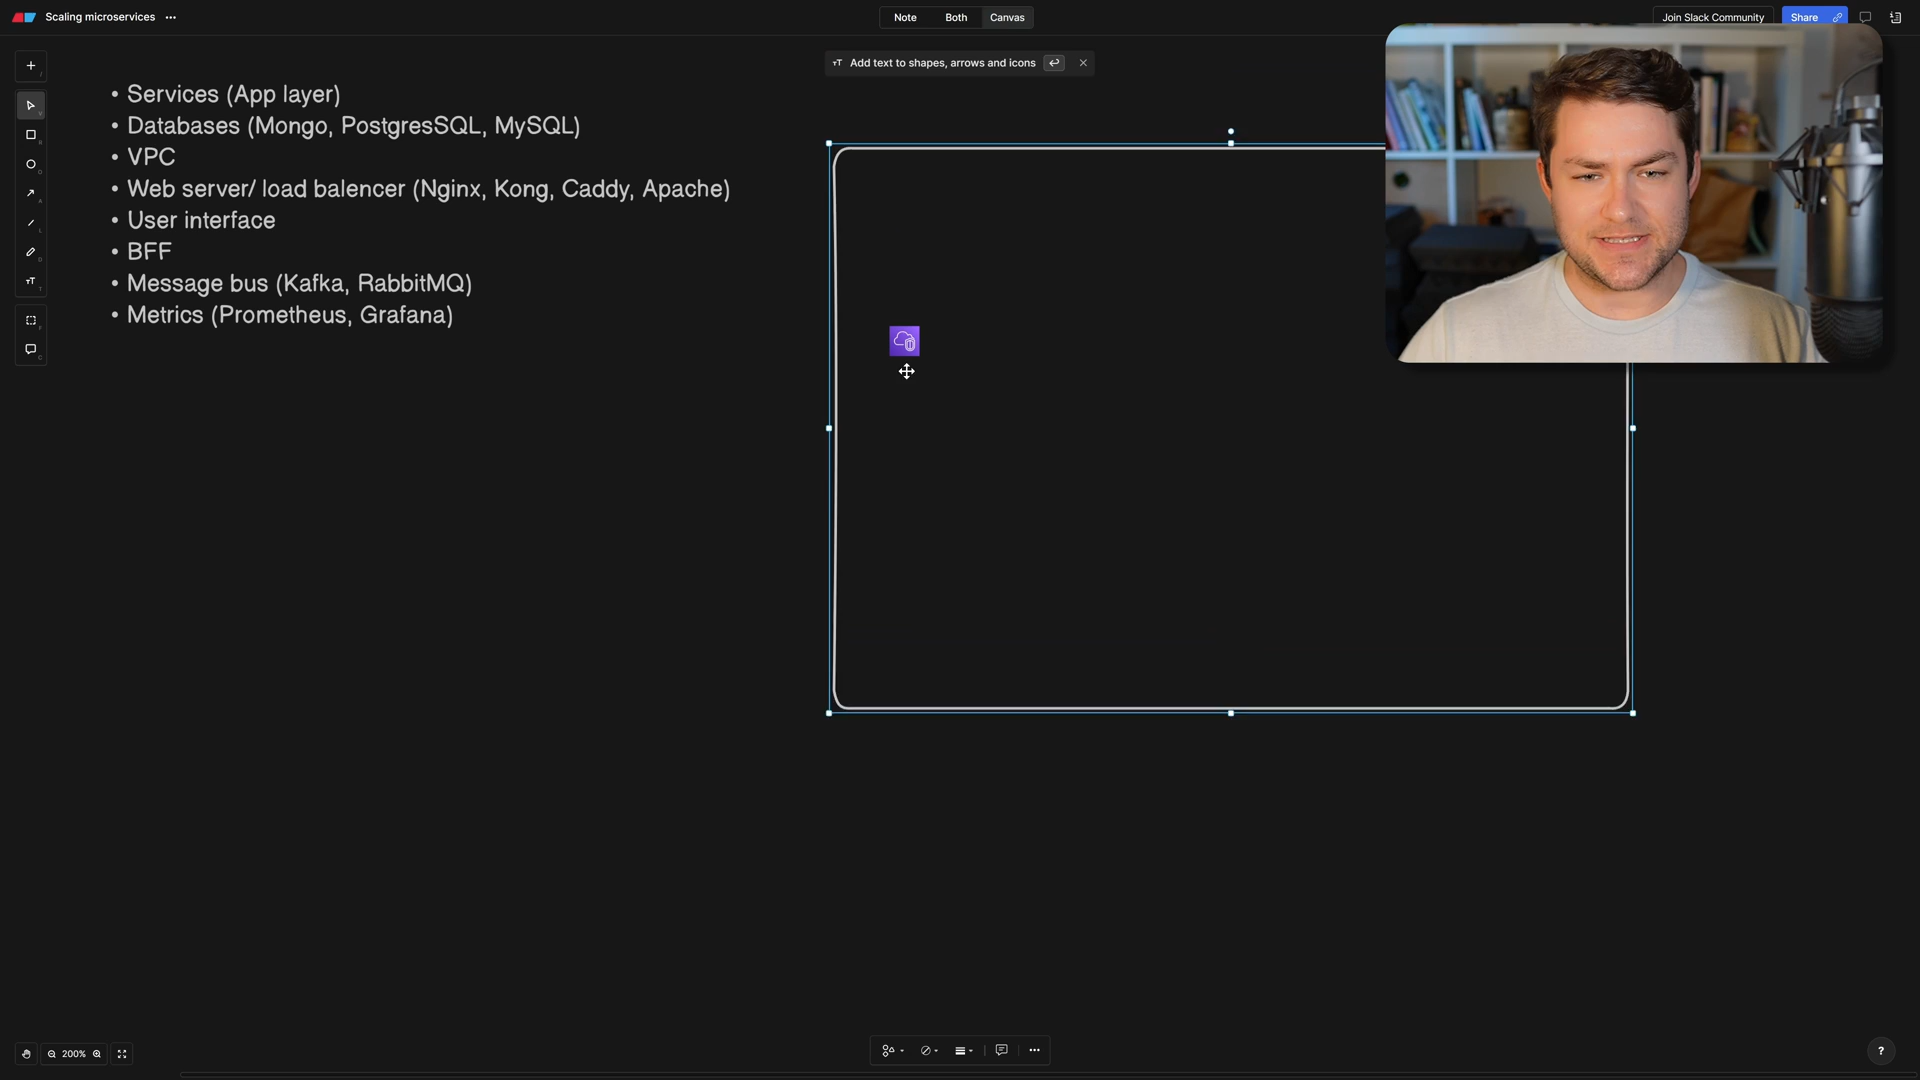 Scaling microservices
Note
Both
Canvas
Join Slack Community
Share
Add text to shapes, arrows and icons
• Services (App layer)
• Databases (Mongo, PostgresSQL, MySQL)
• VPC
• Web server/ load balencer (Nginx, Kong, Caddy, Apache)
• User interface
• BFF
• Message bus (Kafka, RabbitMQ)
• Metrics (Prometheus, Grafana)
200%
?